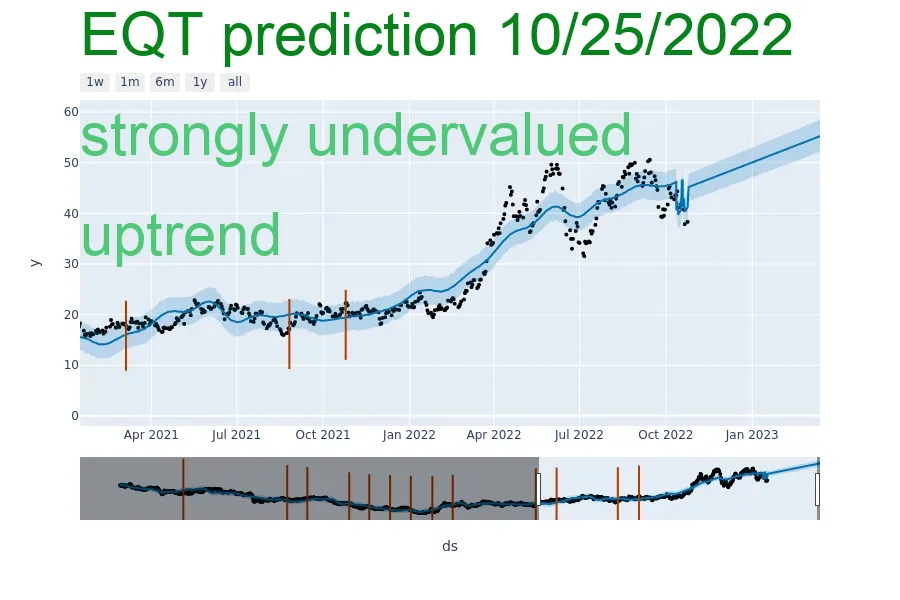 EQT prediction 10/25/2022
1w 1m 6m 1y all
60
strongly undervalued
50
40
uptrend
y
30
20
10
0
Apr 2021 Jul 2021 Oct 2021 Jan 2022 Apr 2022 Jul 2022 Oct 2022 Jan 2023
ds